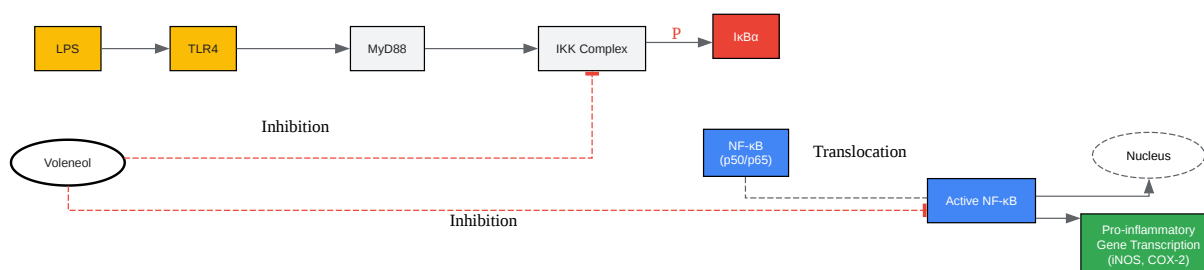 LPS
TLR4
MyD88
IKK Complex
P
IκBα
Inhibition
Voleneol
NF-κB
(p50/p65)
Translocation
Nucleus
Active NF-κB
Inhibition
Pro-inflammatory
Gene Transcription
(iNOS, COX-2)